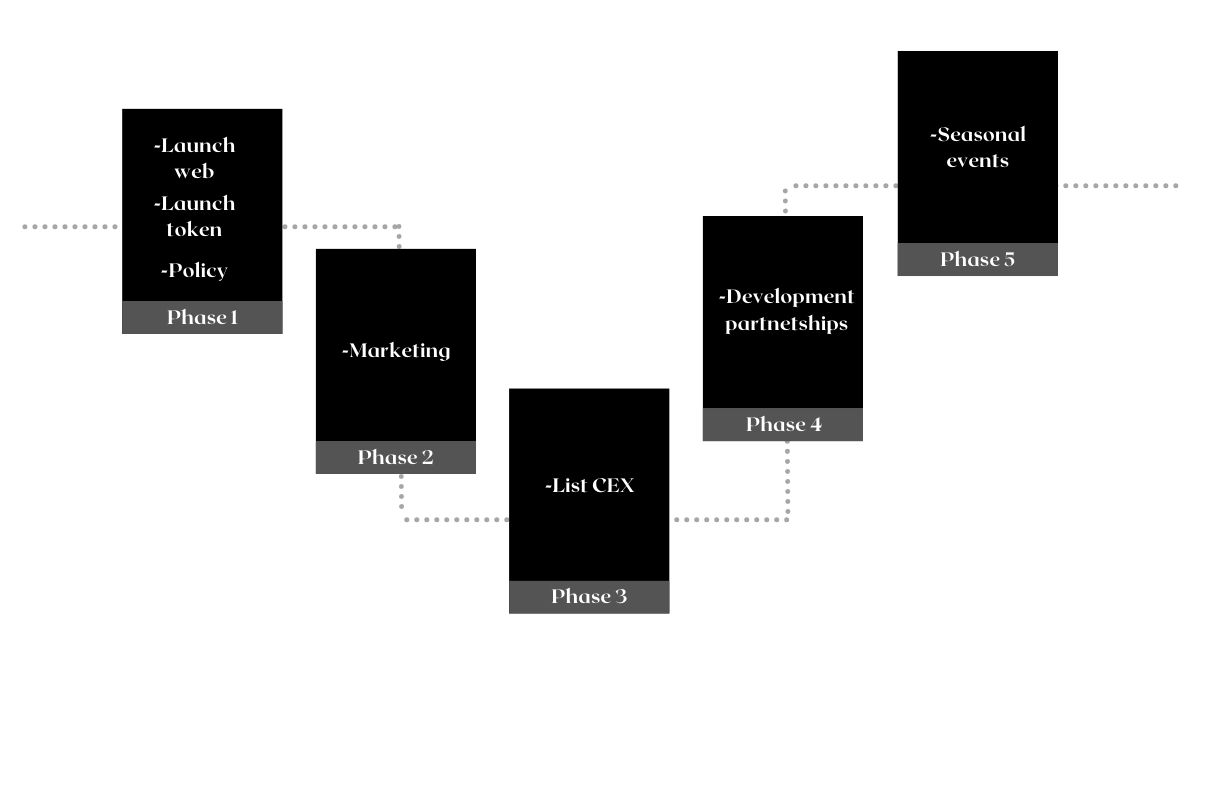 -Launch
web
-Launch
token
-Policy
Phase 1
-Marketing
Phase 2
-List CEX
Phase 3
-Development
partnetships
Phase 4
-Seasonal
events
Phase 5